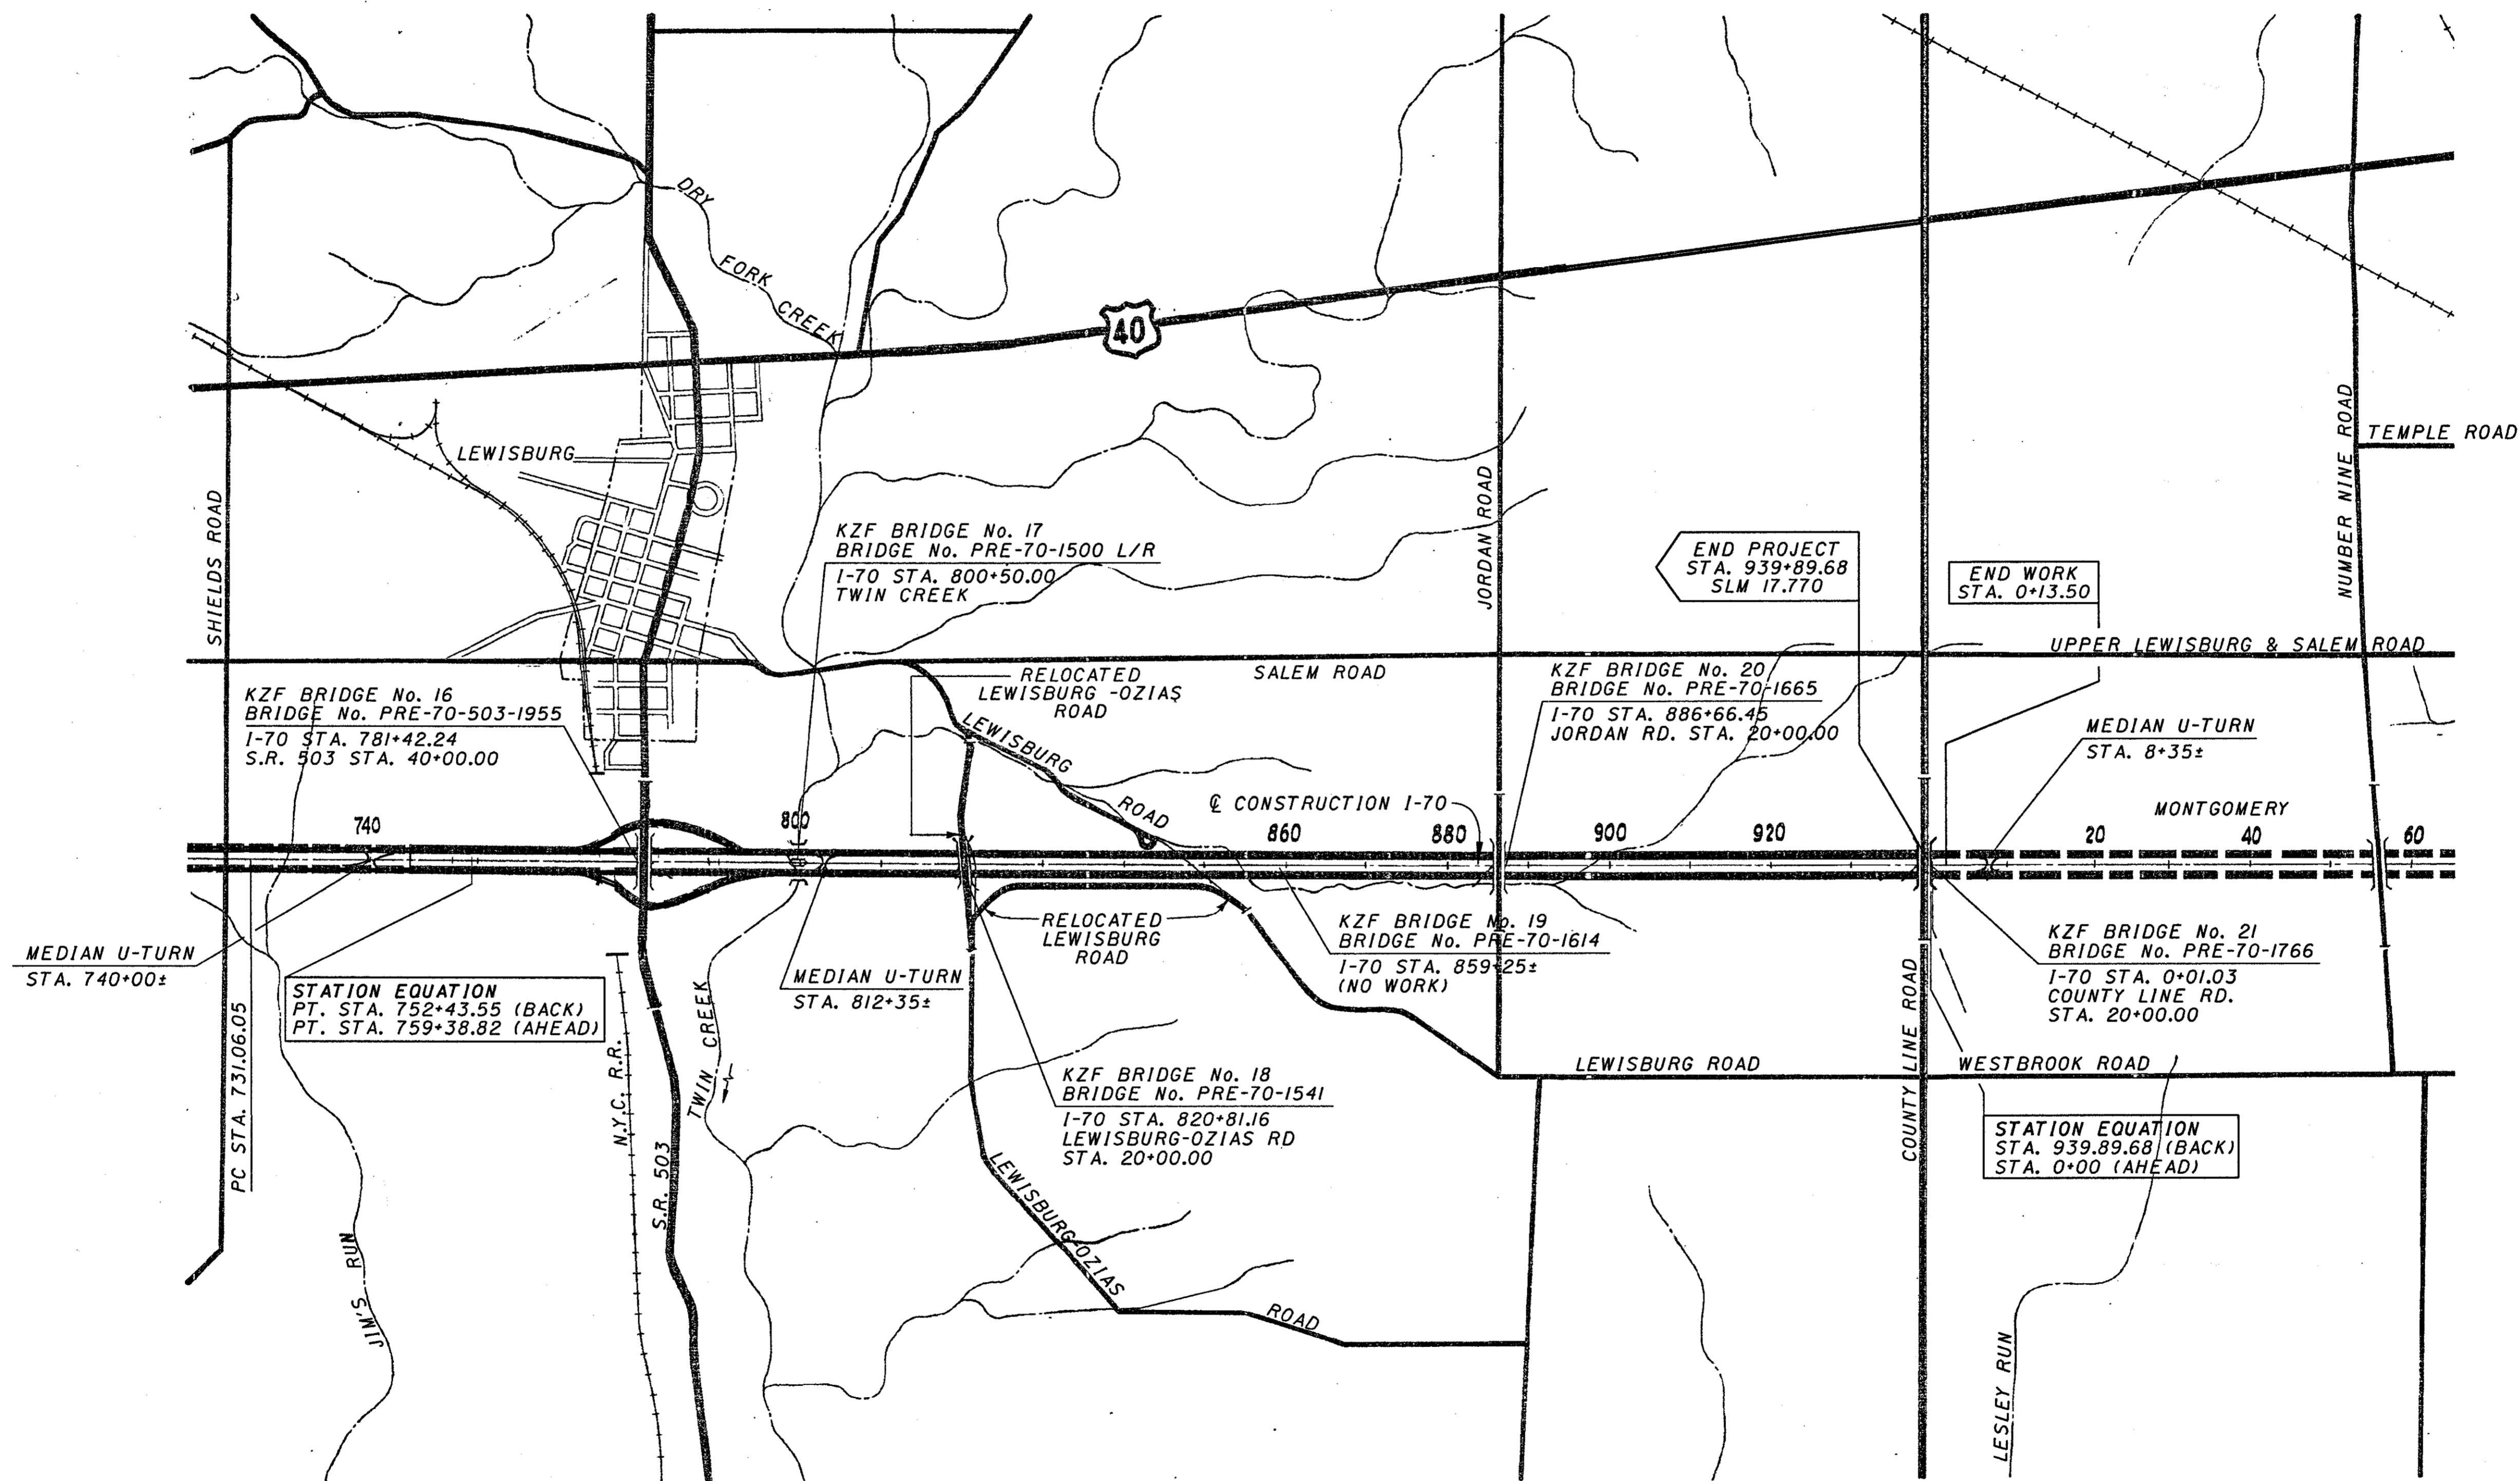 DRY
FORK
CREEK
40
LEWISBURG
SHIELDS ROAD
JORDAN ROAD
NUMBER NINE ROAD
TEMPLE ROAD
KZF BRIDGE No. 17
BRIDGE No. PRE-70-1500 L/R
I-70 STA. 800+50.00
TWIN CREEK
END PROJECT
STA. 939+89.68
SLM 17.770
END WORK
STA. 0+13.50
UPPER LEWISBURG & SALEM ROAD
SALEM ROAD
RELOCATED
LEWISBURG -OZIAS
ROAD
KZF BRIDGE No. 16
BRIDGE No. PRE-70-503-1955
I-70 STA. 781+42.24
S.R. 503 STA. 40+00.00
KZF BRIDGE No. 20
BRIDGE No. PRE-70-1665
I-70 STA. 886+66.45
JORDAN RD. STA. 20+00.00
MEDIAN U-TURN
STA. 8+35±
LEWISBURG
ROAD
℄ CONSTRUCTION I-70
MONTGOMERY
740
800
860
880
900
920
20
40
60
MEDIAN U-TURN
STA. 740+00±
STATION EQUATION
PT. STA. 752+43.55 (BACK)
PT. STA. 759+38.82 (AHEAD)
MEDIAN U-TURN
STA. 812+35±
RELOCATED
LEWISBURG
ROAD
KZF BRIDGE No. 19
BRIDGE No. PRE-70-1614
I-70 STA. 859+25±
(NO WORK)
KZF BRIDGE No. 21
BRIDGE No. PRE-70-1766
I-70 STA. 0+01.03
COUNTY LINE RD.
STA. 20+00.00
PC STA. 731.06.05
N.Y.C. R.R.
TWIN CREEK
S.R. 503
KZF BRIDGE No. 18
BRIDGE No. PRE-70-1541
I-70 STA. 820+81.16
LEWISBURG-OZIAS RD
STA. 20+00.00
COUNTY LINE ROAD
LEWISBURG ROAD
WESTBROOK ROAD
STATION EQUATION
STA. 939.89.68 (BACK)
STA. 0+00 (AHEAD)
LEWISBURG-OZIAS
ROAD
JIM'S RUN
LESLEY RUN